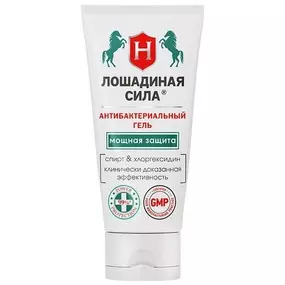 H
ЛОШАДИНАЯ
СИЛА®
АНТИБАКТЕРИАЛЬНЫЙ
ГЕЛЬ
мощная защита
спирт & хлоргексидин
клинически доказанная
эффективность
GMP